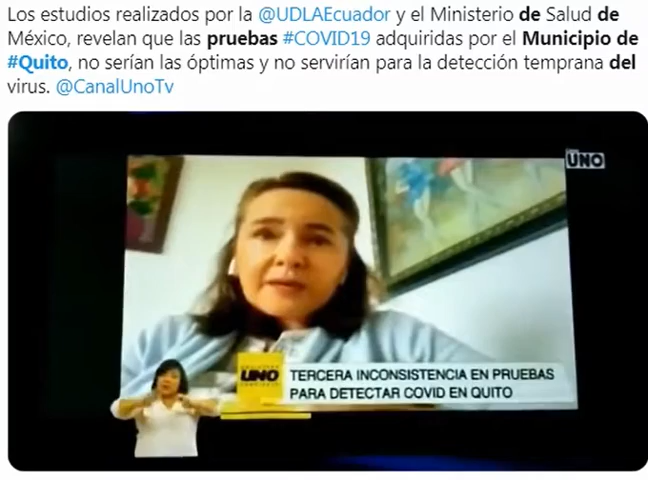 Los estudios realizados por la @UDLAEcuador y el Ministerio de Salud de
México, revelan que las pruebas #COVID19 adquiridas por el Municipio de
#Quito, no serían las óptimas y no servirían para la detección temprana del
virus. @CanalUnoTv
UNO
UNO
TERCERA INCONSISTENCIA EN PRUEBAS
PARA DETECTAR COVID EN QUITO